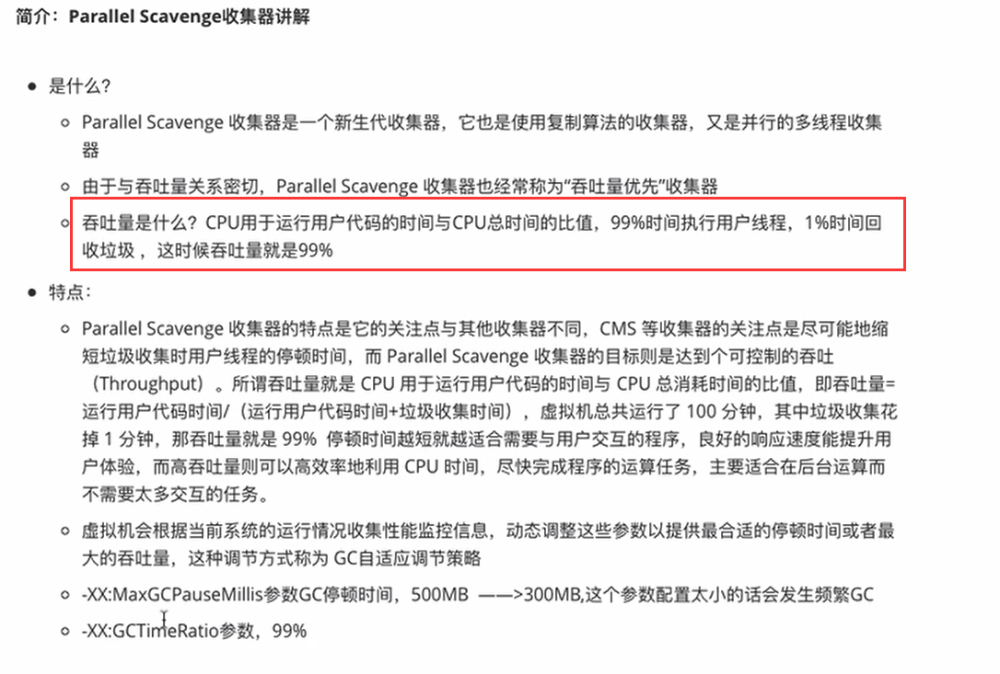 简介：Parallel Scavenge收集器讲解
是什么?
Parallel Scavenge 收集器是一个新生代收集器，它也是使用复制算法的收集器，又是并行的多线程收集
器
由于与吞吐量关系密切，Parallel Scavenge 收集器也经常称为“吞吐量优先”收集器
吞吐量是什么？CPU用于运行用户代码的时间与CPU总时间的比值，99%时间执行用户线程，1%时间回
收垃圾 ，这时候吞吐量就是99%
特点：
Parallel Scavenge 收集器的特点是它的关注点与其他收集器不同，CMS 等收集器的关注点是尽可能地缩
短垃圾收集时用户线程的停顿时间，而 Parallel Scavenge 收集器的目标则是达到个可控制的吞吐
（Throughput）。所谓吞吐量就是 CPU 用于运行用户代码的时间与 CPU 总消耗时间的比值，即吞吐量=
运行用户代码时间/（运行用户代码时间+垃圾收集时间），虚拟机总共运行了 100 分钟，其中垃圾收集花
掉 1 分钟，那吞吐量就是 99% 停顿时间越短就越适合需要与用户交互的程序，良好的响应速度能提升用
户体验，而高吞吐量则可以高效率地利用 CPU 时间，尽快完成程序的运算任务，主要适合在后台运算而
不需要太多交互的任务。
虚拟机会根据当前系统的运行情况收集性能监控信息，动态调整这些参数以提供最合适的停顿时间或者最
大的吞吐量，这种调节方式称为 GC自适应调节策略
-XX:MaxGCPauseMillis参数GC停顿时间，500MB ——>300MB,这个参数配置太小的话会发生频繁GC
-XX:GCTimeRatio参数，99%